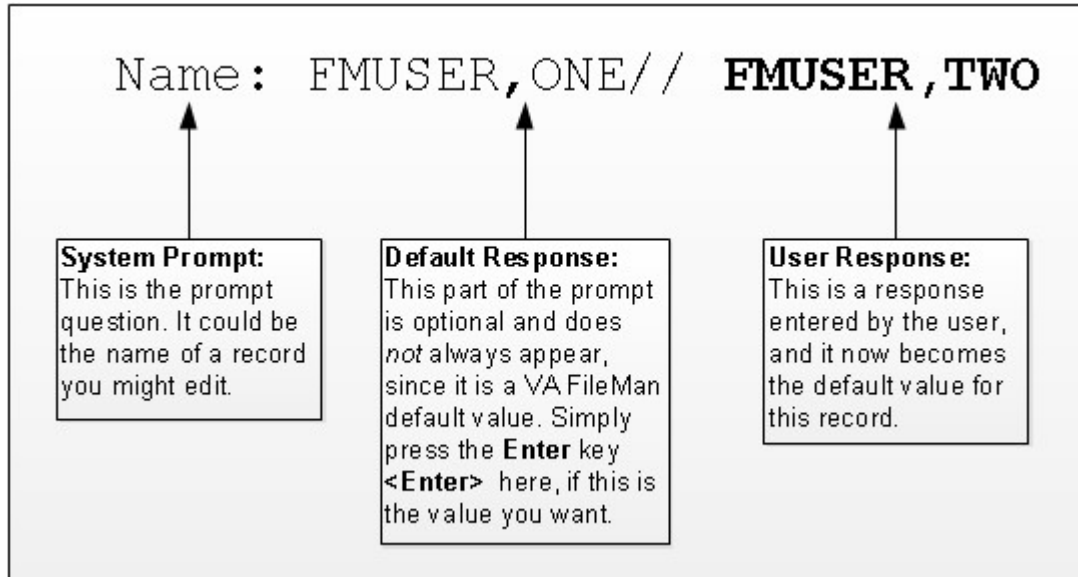 Name: FMUSER,ONE// FMUSER,TWO
System Prompt:
This is the prompt
question. It could be
the name of a record
you might edit.
Default Response:
This part of the prompt
is optional and does
not always appear,
since it is a VA FileMan
default value. Simply
press the Enter key
<Enter> here, if this is
the value you want.
User Response:
This is a response
entered by the user,
and it now becomes
the default value for
this record.